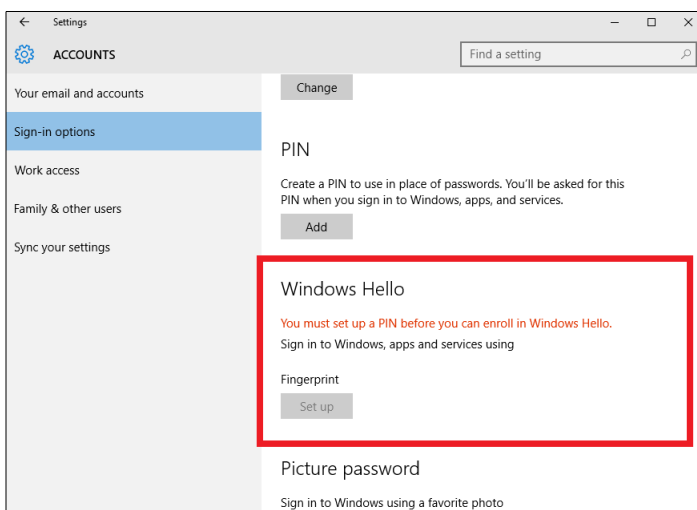 Settings
ACCOUNTS
Find a setting
Your email and accounts
Sign-in options
Work access
Family & other users
Sync your settings
Change
PIN
Create a PIN to use in place of passwords. You'll be asked for this
PIN when you sign in to Windows, apps, and services.
Add
Windows Hello
You must set up a PIN before you can enroll in Windows Hello.
Sign in to Windows, apps and services using
Fingerprint
Set up
Picture password
Sign in to Windows using a favorite photo